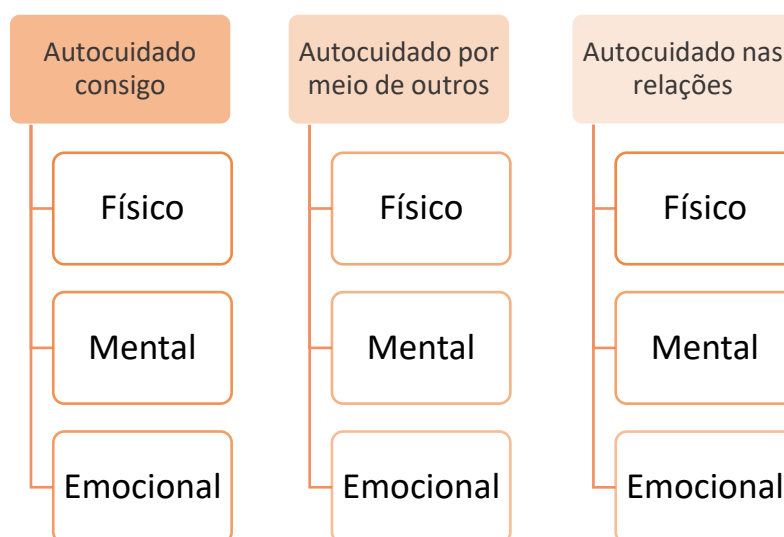 Autocuidado
consigo
Físico
Mental
Emocional
Autocuidado por
meio de outros
Físico
Mental
Emocional
Autocuidado nas
relações
Físico
Mental
Emocional